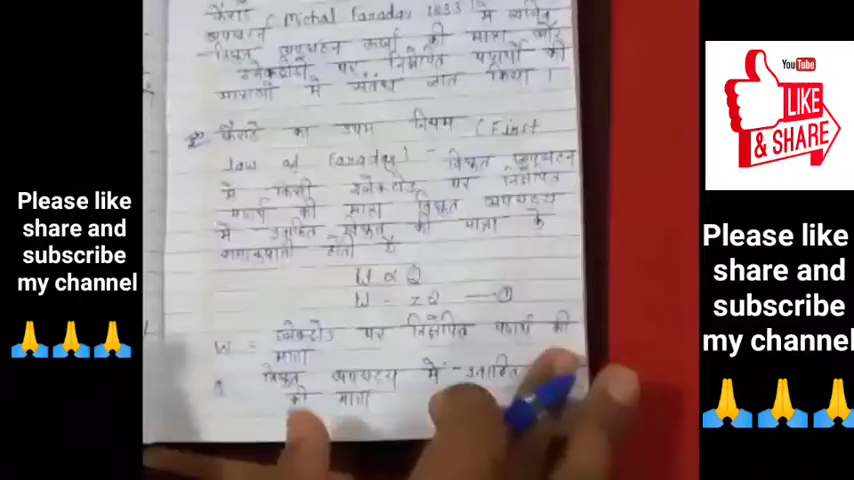 Please like
share and
subscribe
my channel
फैराडे (Michal Faraday 1833 में
विद्युत अपघटन ऊर्जा की मात्रा और
इलेक्ट्रोडों पर निक्षेपित पदार्थों की
मात्राओं में संबंध ज्ञात किया।
फैराडे का प्रथम नियम (First
law of Faraday) - विद्युत अपघटन
में किसी इलेक्ट्रोड पर निक्षेपित
पदार्थ की मात्रा विद्युत अपघट्य
में प्रवाहित विद्युत की मात्रा के
समानुपाती होती है
W ∝ Q
W = zQ —①
W = इलेक्ट्रोड पर निक्षेपित पदार्थ की
मात्रा
विद्युत अपघट्य में प्रवाहित
की मात्रा
YouTube
LIKE
& SHARE
Please like
share and
subscribe
my channel